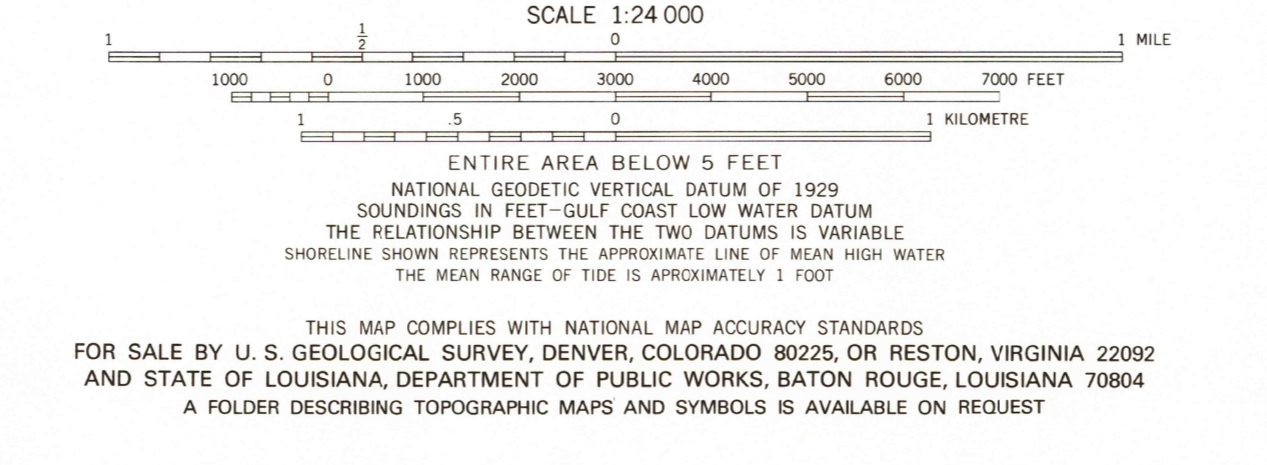 SCALE 1:24 000
1 1/2 0 1 MILE
1000 0 1000 2000 3000 4000 5000 6000 7000 FEET
1 .5 0 1 KILOMETRE
ENTIRE AREA BELOW 5 FEET
NATIONAL GEODETIC VERTICAL DATUM OF 1929
SOUNDINGS IN FEET—GULF COAST LOW WATER DATUM
THE RELATIONSHIP BETWEEN THE TWO DATUMS IS VARIABLE
SHORELINE SHOWN REPRESENTS THE APPROXIMATE LINE OF MEAN HIGH WATER
THE MEAN RANGE OF TIDE IS APROXIMATELY 1 FOOT
THIS MAP COMPLIES WITH NATIONAL MAP ACCURACY STANDARDS
FOR SALE BY U. S. GEOLOGICAL SURVEY, DENVER, COLORADO 80225, OR RESTON, VIRGINIA 22092
AND STATE OF LOUISIANA, DEPARTMENT OF PUBLIC WORKS, BATON ROUGE, LOUISIANA 70804
A FOLDER DESCRIBING TOPOGRAPHIC MAPS AND SYMBOLS IS AVAILABLE ON REQUEST